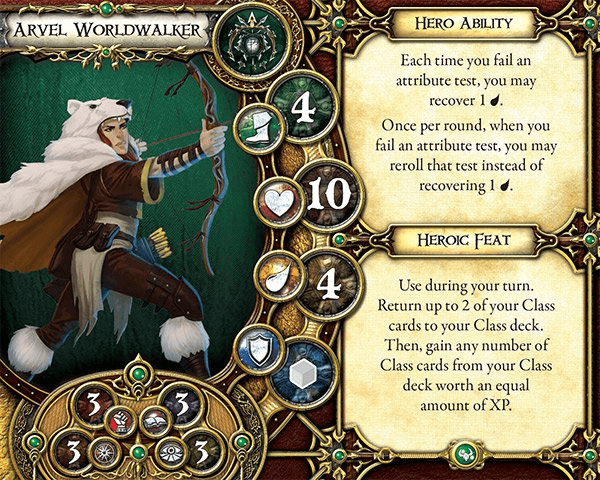 Arvel Worldwalker
4
10
4
3
3
3
3
Hero Ability
Each time you fail an
attribute test, you may
recover 1 .
Once per round, when you
fail an attribute test, you may
reroll that test instead of
recovering 1 .
Heroic Feat
Use during your turn.
Return up to 2 of your Class
cards to your Class deck.
Then, gain any number of
Class cards from your Class
deck worth an equal
amount of XP.